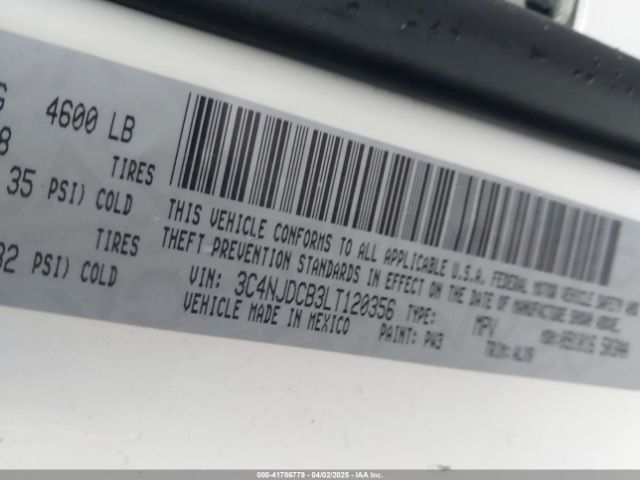 4600 LB
TIRES
35 PSI) COLD
TIRES
32 PSI) COLD
THIS VEHICLE CONFORMS TO ALL APPLICABLE U.S.A. FEDERAL MOTOR VEHICLE SAFETY AND
THEFT PREVENTION STANDARDS IN EFFECT ON THE DATE OF MANUFACTURE SHOWN ABOVE.
VIN: 3C4NJDCB3LT120356 TYPE: MPV
VEHICLE MADE IN MEXICO PAINT: PW3 TRIM:
000-41786779 - 04/02/2025 - IAA Inc.